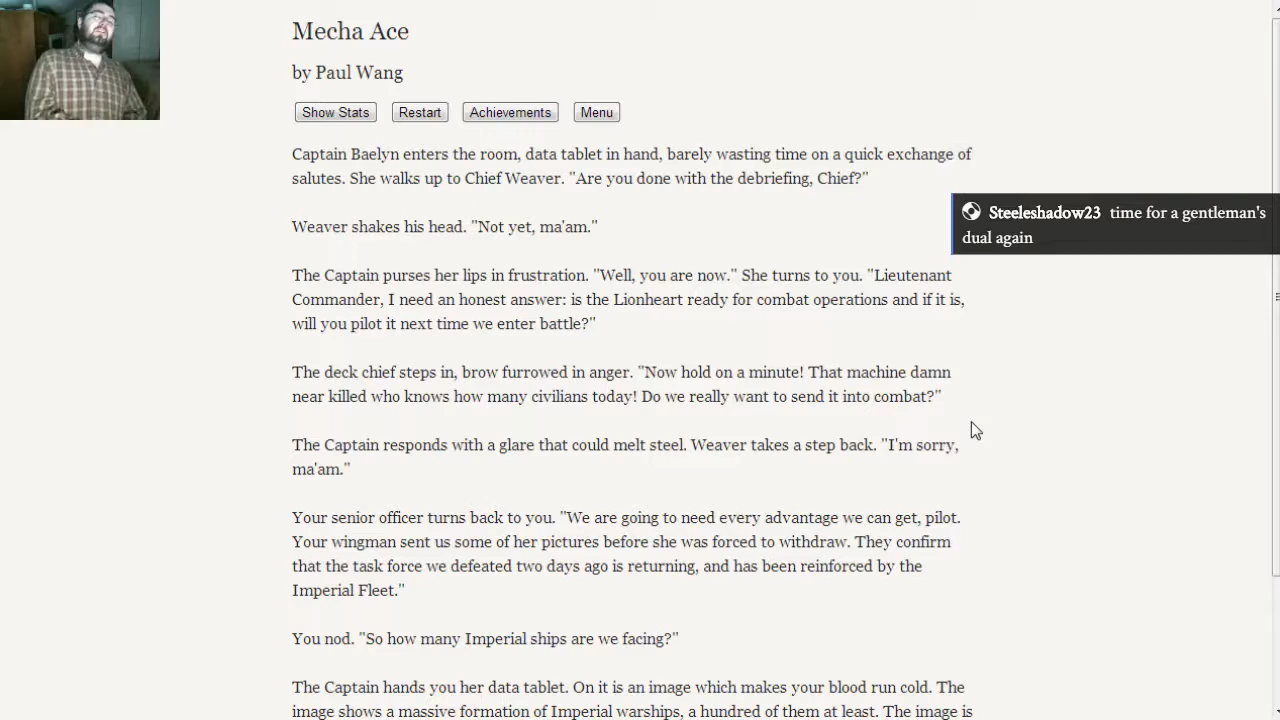 Mecha Ace
by Paul Wang
Show Stats Restart Achievements Menu
Captain Baelyn enters the room, data tablet in hand, barely wasting time on a quick exchange of
salutes. She walks up to Chief Weaver. "Are you done with the debriefing, Chief?"
Steeleshadow23 time for a gentleman's
dual again
Weaver shakes his head. "Not yet, ma'am."
The Captain purses her lips in frustration. "Well, you are now." She turns to you. "Lieutenant
Commander, I need an honest answer: is the Lionheart ready for combat operations and if it is,
will you pilot it next time we enter battle?"
The deck chief steps in, brow furrowed in anger. "Now hold on a minute! That machine damn
near killed who knows how many civilians today! Do we really want to send it into combat?"
The Captain responds with a glare that could melt steel. Weaver takes a step back. "I'm sorry,
ma'am."
Your senior officer turns back to you. "We are going to need every advantage we can get, pilot.
Your wingman sent us some of her pictures before she was forced to withdraw. They confirm
that the task force we defeated two days ago is returning, and has been reinforced by the
Imperial Fleet."
You nod. "So how many Imperial ships are we facing?"
The Captain hands you her data tablet. On it is an image which makes your blood run cold. The
image shows a massive formation of Imperial warships, a hundred of them at least. The image is